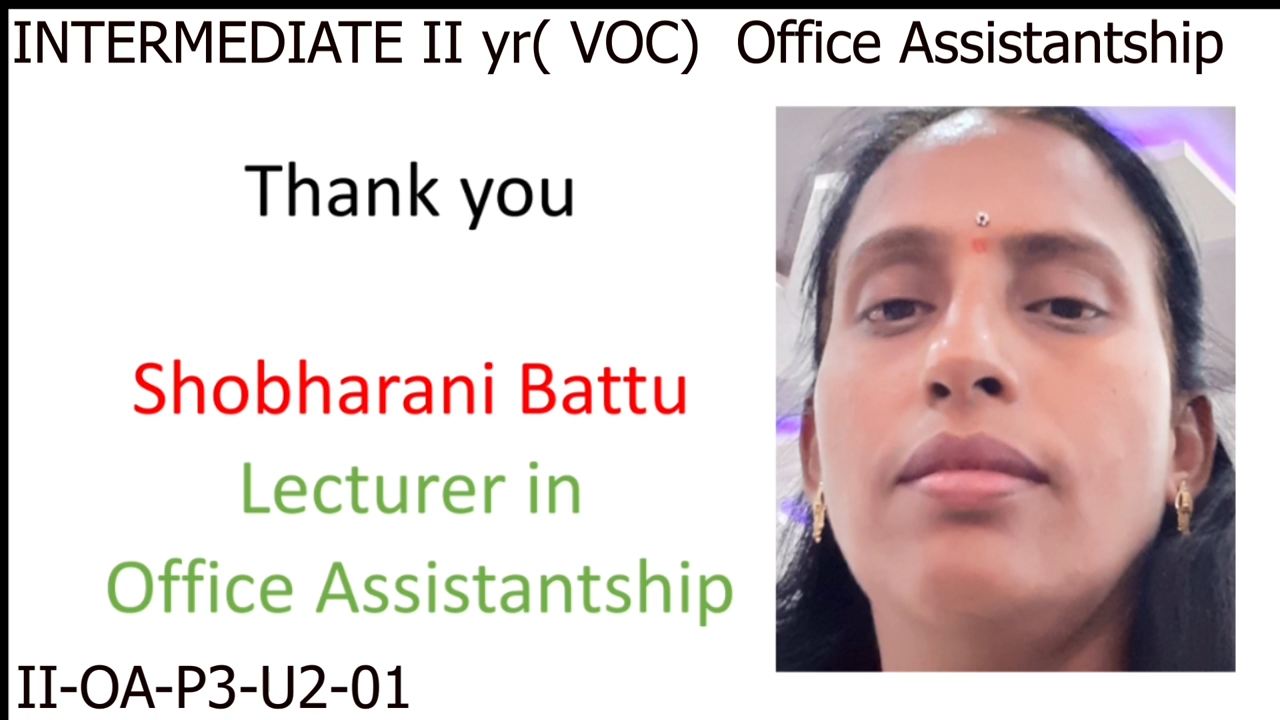 INTERMEDIATE II yr( VOC)  Office Assistantship
Thank you
Shobharani Battu
Lecturer in
Office Assistantship
II-OA-P3-U2-01